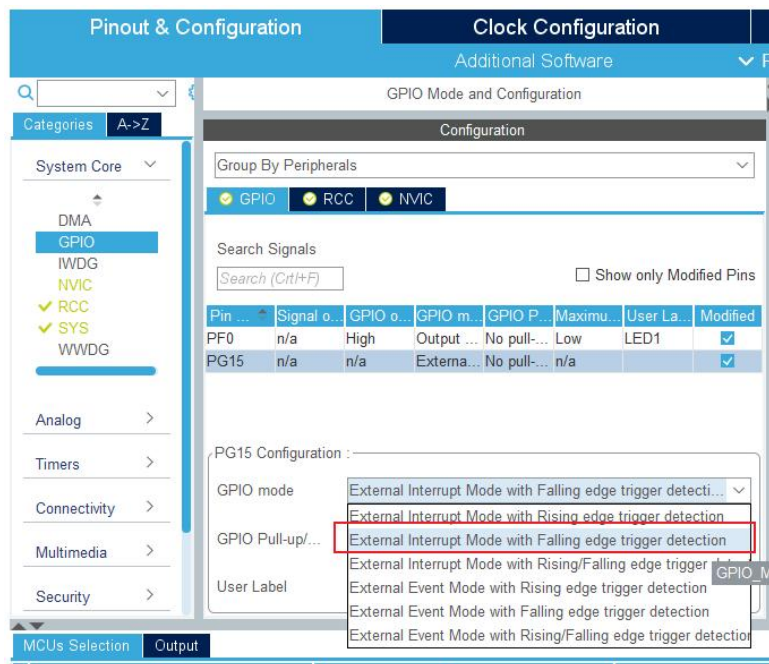 Pinout & Configuration
Clock Configuration
Additional Software
GPIO Mode and Configuration
Categories
A->Z
Configuration
System Core
Group By Peripherals
GPIO
RCC
NVIC
DMA
GPIO
IWDG
NVIC
RCC
SYS
WWDG
Search Signals
Search (Crtl+F)
Show only Modified Pins
Pin ... Signal o... GPIO o... GPIO m... GPIO P... Maximu... User La... Modified
PF0 n/a High Output ... No pull-... Low LED1
PG15 n/a n/a Externa... No pull-... n/a
Analog
Timers
Connectivity
Multimedia
Security
PG15 Configuration :
GPIO mode
External Interrupt Mode with Falling edge trigger detecti...
External Interrupt Mode with Rising edge trigger detection
GPIO Pull-up/...
External Interrupt Mode with Falling edge trigger detection
External Interrupt Mode with Rising/Falling edge trigger
GPIO_M
User Label
External Event Mode with Rising edge trigger detection
External Event Mode with Falling edge trigger detection
External Event Mode with Rising/Falling edge trigger detection
MCUs Selection
Output